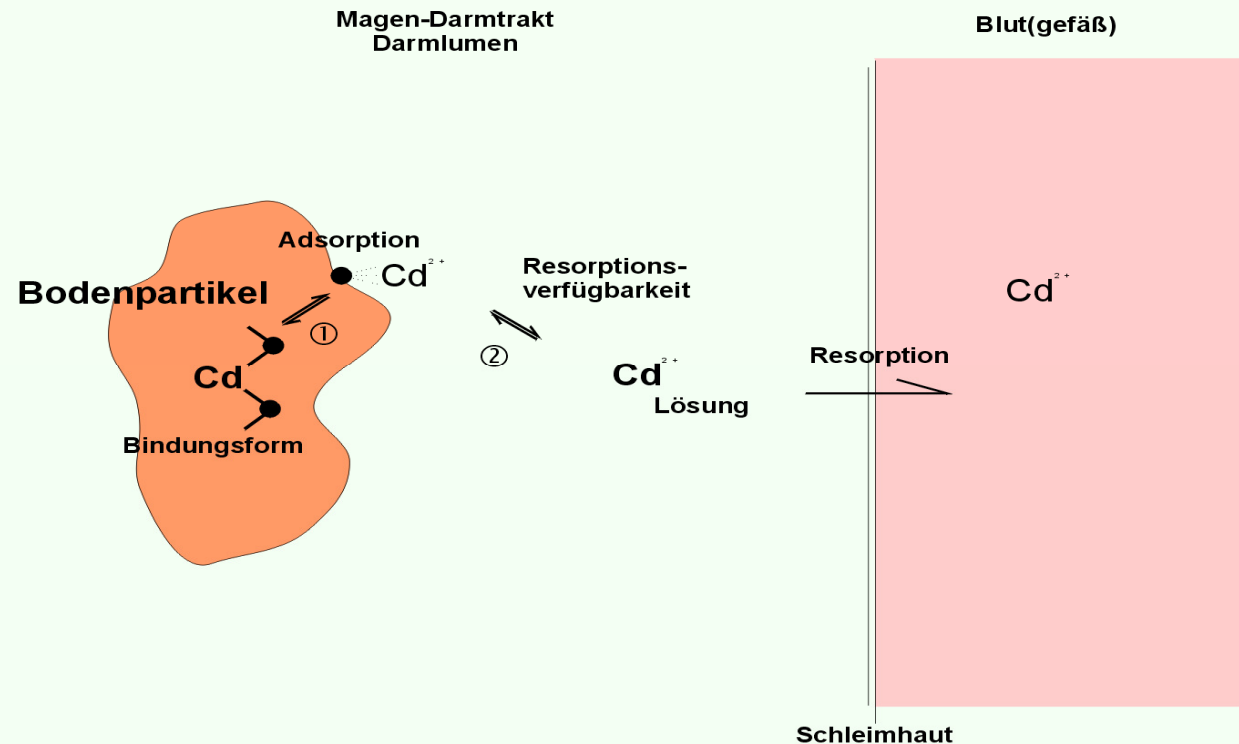 Magen-Darmtrakt
Darmlumen
Blut(gefäß)
Adsorption
Cd2+
Resorptions-
verfügbarkeit
Bodenpartikel
Cd2+
①
②
Resorption
Cd
Cd2+
Lösung
Bindungsform
Schleimhaut